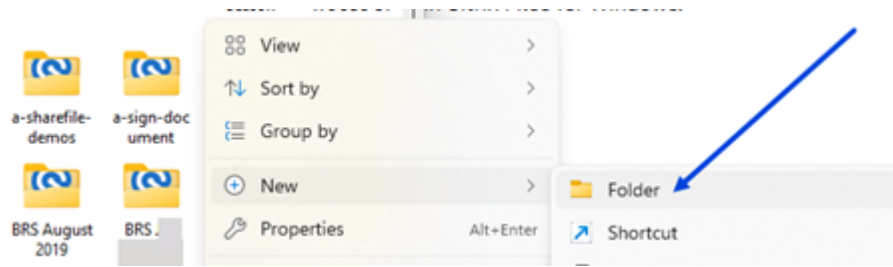 View
Sort by
a-sharefile-
demos
a-sign-doc
ument
Group by
New
Folder
BRS August
2019
BRS
Properties Alt+Enter
Shortcut